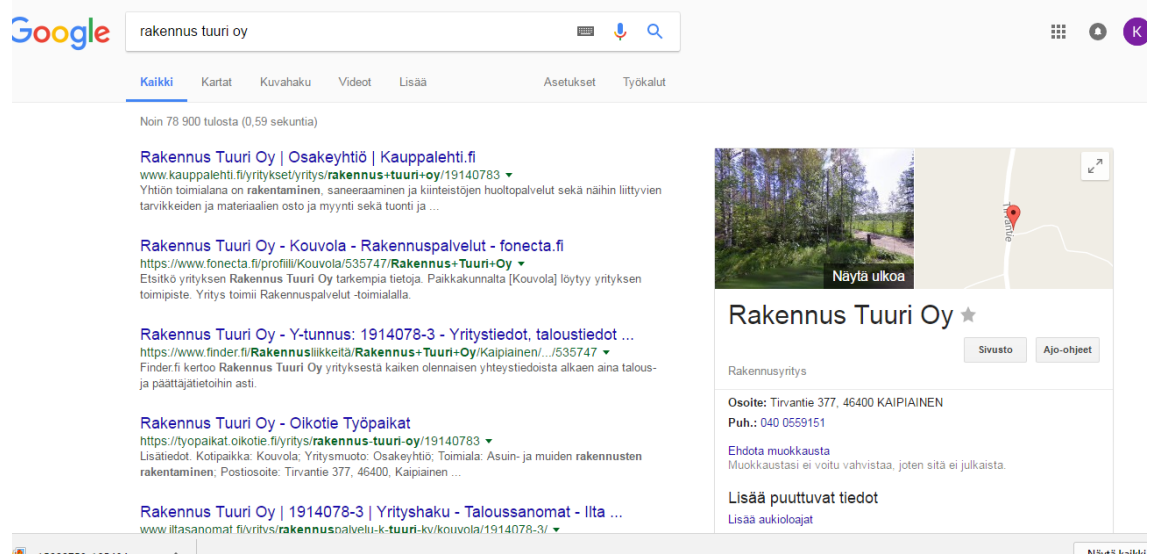 Google
rakennus tuuri oy
K
Kaikki Kartat Kuvahaku Videot Lisää Asetukset Työkalut
Noin 78 900 tulosta (0,59 sekuntia)
Rakennus Tuuri Oy | Osakeyhtiö | Kauppalehti.fi
www.kauppalehti.fi/yritykset/yritys/rakennus+tuuri+oy/19140783
Yhtiön toimialana on rakentaminen, saneeraaminen ja kiinteistöjen huoltopalvelut sekä näihin liittyvien
tarvikkeiden ja materiaalien osto ja myynti sekä tuonti ja ...
Rakennus Tuuri Oy - Kouvola - Rakennuspalvelut - fonecta.fi
https://www.fonecta.fi/profiili/Kouvola/535747/Rakennus+Tuuri+Oy
Etsitkö yrityksen Rakennus Tuuri Oy tarkempia tietoja. Paikkakunnalta [Kouvola] löytyy yrityksen
toimipiste. Yritys toimii Rakennuspalvelut -toimialalla.
Rakennus Tuuri Oy - Y-tunnus: 1914078-3 - Yritystiedot, taloustiedot ...
https://www.finder.fi/Rakennusliikkeitä/Rakennus+Tuuri+Oy/Kaipiainen/.../535747
Finder.fi kertoo Rakennus Tuuri Oy yrityksestä kaiken olennaisen yhteystiedoista alkaen aina talous-
ja päättäjätietoihin asti.
Rakennus Tuuri Oy - Oikotie Työpaikat
https://tyopaikat.oikotie.fi/yritys/rakennus-tuuri-oy/19140783
Lisätiedot. Kotipaikka: Kouvola; Yritysmuoto: Osakeyhtiö; Toimiala: Asuin- ja muiden rakennusten
rakentaminen; Postiosoite: Tirvantie 377, 46400, Kaipiainen ...
Rakennus Tuuri Oy | 1914078-3 | Yrityshaku - Taloussanomat - Ilta ...
www.iltasanomat.fi/yritys/rakennuspalvelu-k-tuuri-ky/kouvola/1914078-3/
Tirvantie
Näytä ulkoa
Rakennus Tuuri Oy
Sivusto Ajo-ohjeet
Rakennusyritys
Osoite: Tirvantie 377, 46400 KAIPIAINEN
Puh.: 040 0559151
Ehdota muokkausta
Muokkaustasi ei voitu vahvistaa, joten sitä ei julkaista.
Lisää puuttuvat tiedot
Lisää aukioloajat
Näytä kaikki